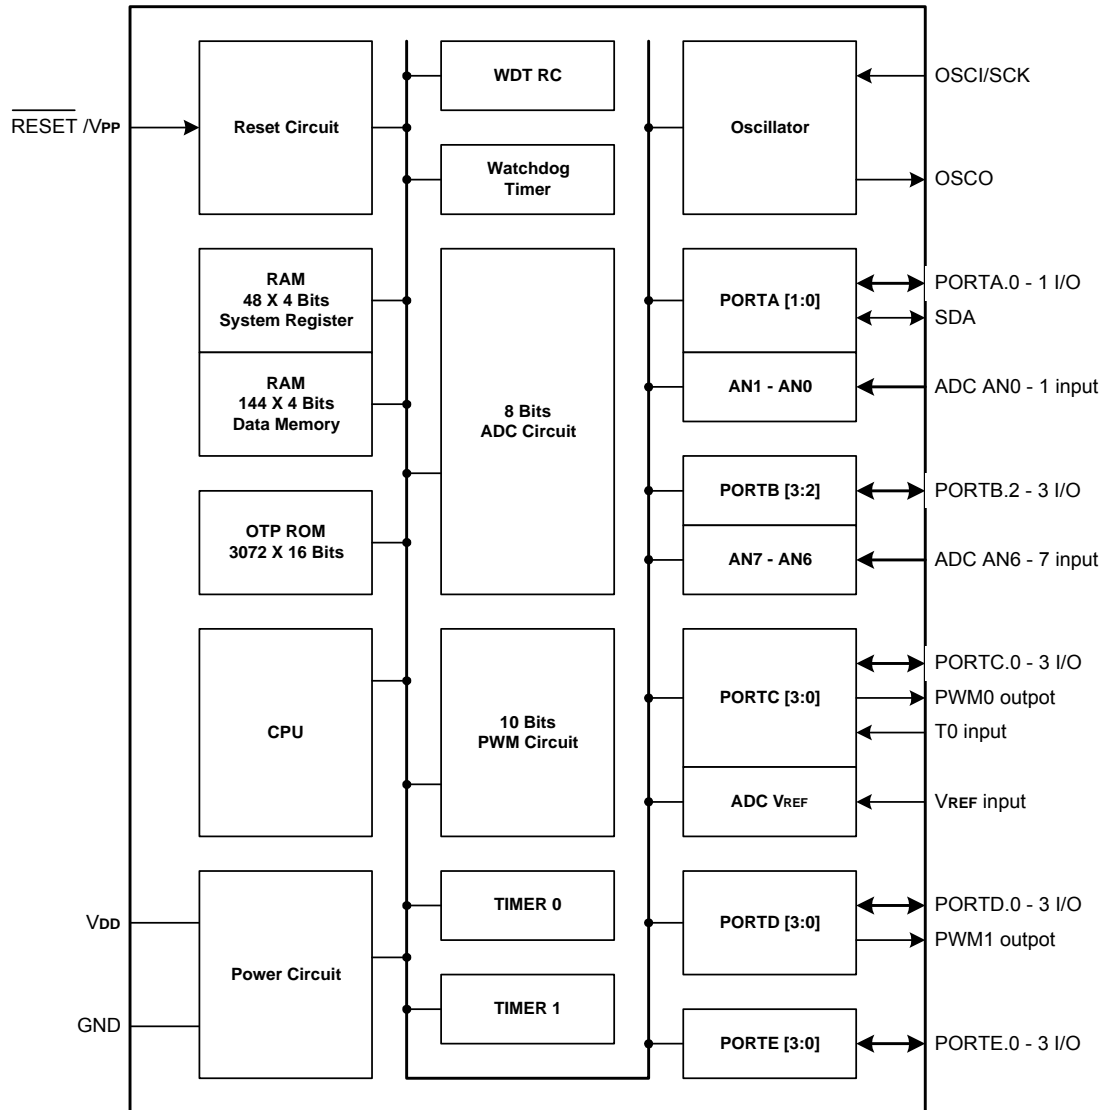 RESET /VPP
Reset Circuit
RAM
48 X 4 Bits
System Register
RAM
144 X 4 Bits
Data Memory
OTP ROM
3072 X 16 Bits
CPU
VDD
GND
Power Circuit
WDT RC
Watchdog
Timer
8 Bits
ADC Circuit
10 Bits
PWM Circuit
TIMER 0
TIMER 1
Oscillator
OSCI/SCK
OSCO
PORTA [1:0]
PORTA.0 - 1 I/O
SDA
AN1 - AN0
ADC AN0 - 1 input
PORTB [3:2]
PORTB.2 - 3 I/O
AN7 - AN6
ADC AN6 - 7 input
PORTC [3:0]
PORTC.0 - 3 I/O
PWM0 outpot
T0 input
ADC VREF
VREF input
PORTD [3:0]
PORTD.0 - 3 I/O
PWM1 outpot
PORTE [3:0]
PORTE.0 - 3 I/O